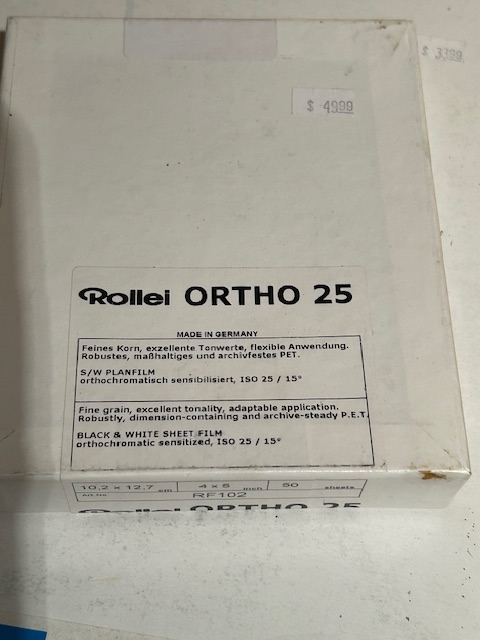 $ 3399
$ 4999
Rollei ORTHO 25
MADE IN GERMANY
Feines Korn, exzellente Tonwerte, flexible Anwendung.
Robustes, maßhaltiges und archivfestes PET.
S/W PLANFILM
orthochromatisch sensibilisiert, ISO 25 / 15°
Fine grain, excellent tonality, adaptable application.
Robustly, dimension-containing and archive-steady P.E.T.
BLACK & WHITE SHEET FILM
orthochromatic sensitized, ISO 25 / 15°
10,2 x 12,7 cm 4 x 5 inch 50 sheets
Art.No. RF102
Rollei ORTHO 25